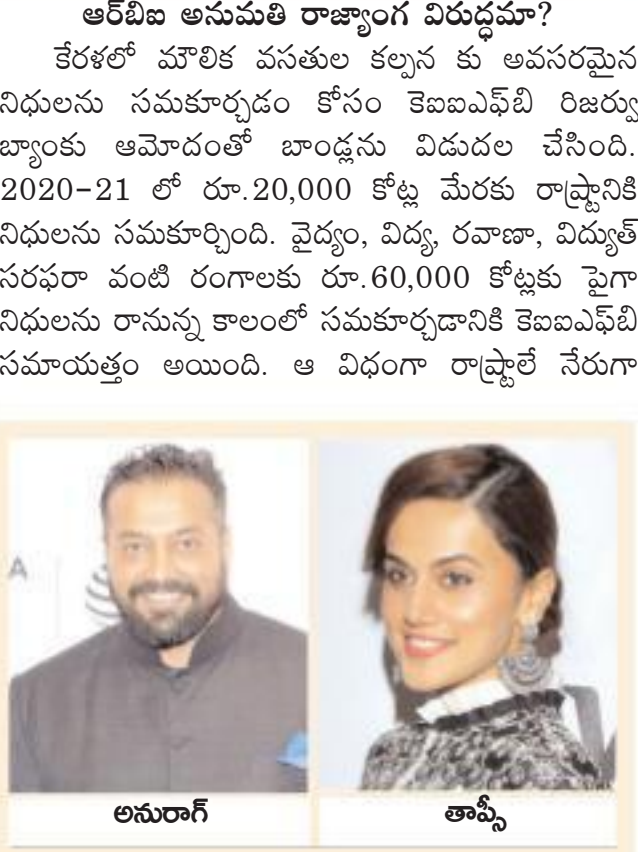 ఆర్‌బిఐ అనుమతి రాజ్యాంగ విరుద్ధమా?
కేరళలో మౌలిక వసతుల కల్పన కు అవసరమైన
నిధులను సమకూర్చడం కోసం కెఐఐఎఫ్‌బి రిజర్వు
బ్యాంకు ఆమోదంతో బాండ్లను విడుదల చేసింది.
2020-21 లో రూ.20,000 కోట్ల మేరకు రాష్ట్రానికి
నిధులను సమకూర్చింది. వైద్యం, విద్య, రవాణా, విద్యుత్
సరఫరా వంటి రంగాలకు రూ.60,000 కోట్లకు పైగా
నిధులను రానున్న కాలంలో సమకూర్చడానికి కెఐఐఎఫ్‌బి
సమాయత్తం అయింది. ఆ విధంగా రాష్ట్రాలే నేరుగా
A
అనురాగ్
తాప్సీ